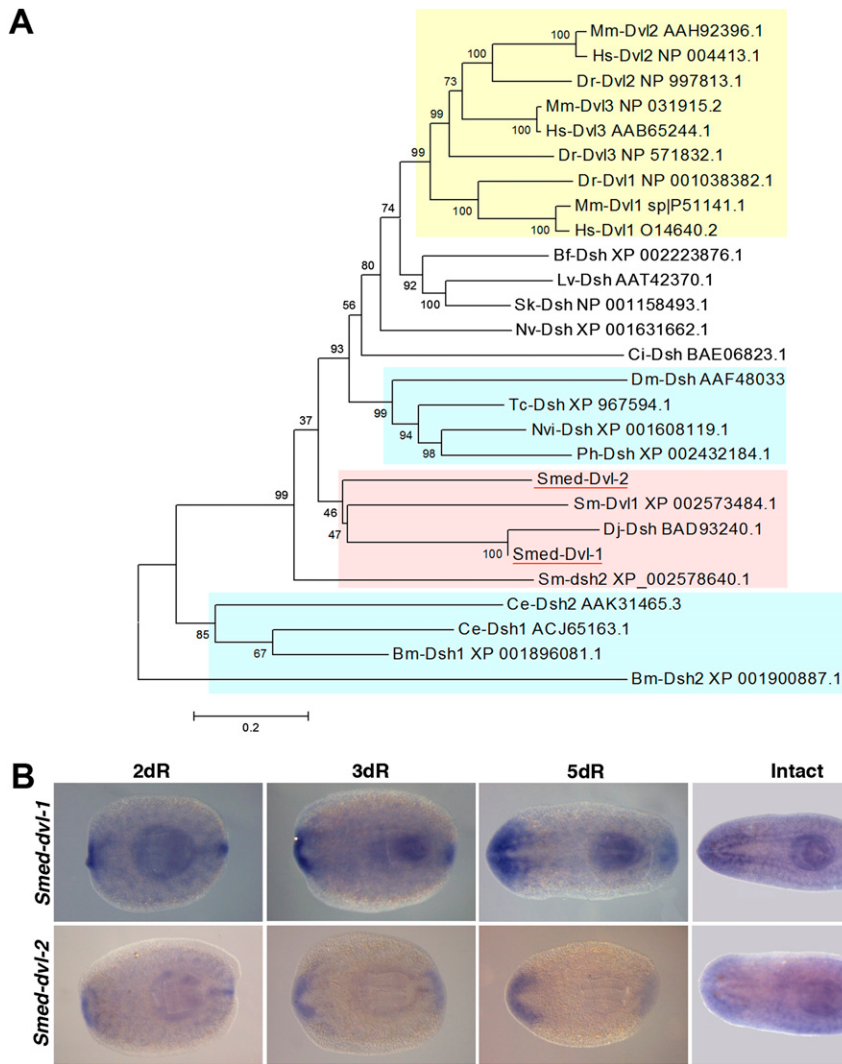 A
Mm-Dvl2 AAH92396.1
100
100
Hs-Dvl2 NP 004413.1
73
Dr-Dvl2 NP 997813.1
99
Mm-Dvl3 NP 031915.2
100
Hs-Dvl3 AAB65244.1
99
Dr-Dvl3 NP 571832.1
Dr-Dvl1 NP 001038382.1
100
Mm-Dvl1 sp|P51141.1
74
100
Hs-Dvl1 O14640.2
Bf-Dsh XP 002223876.1
80
92
Lv-Dsh AAT42370.1
100
Sk-Dsh NP 001158493.1
56
Nv-Dsh XP 001631662.1
93
Ci-Dsh BAE06823.1
Dm-Dsh AAF48033
99
Tc-Dsh XP 967594.1
37
94
Nvi-Dsh XP 001608119.1
98
Ph-Dsh XP 002432184.1
Smed-Dvl-2
99
46
Sm-Dvl1 XP 002573484.1
47
Dj-Dsh BAD93240.1
100
Smed-Dvl-1
Sm-dsh2 XP_002578640.1
Ce-Dsh2 AAK31465.3
85
Ce-Dsh1 ACJ65163.1
67
Bm-Dsh1 XP 001896081.1
Bm-Dsh2 XP 001900887.1
0.2
B
2dR 3dR 5dR Intact
Smed-dvl-1
Smed-dvl-2